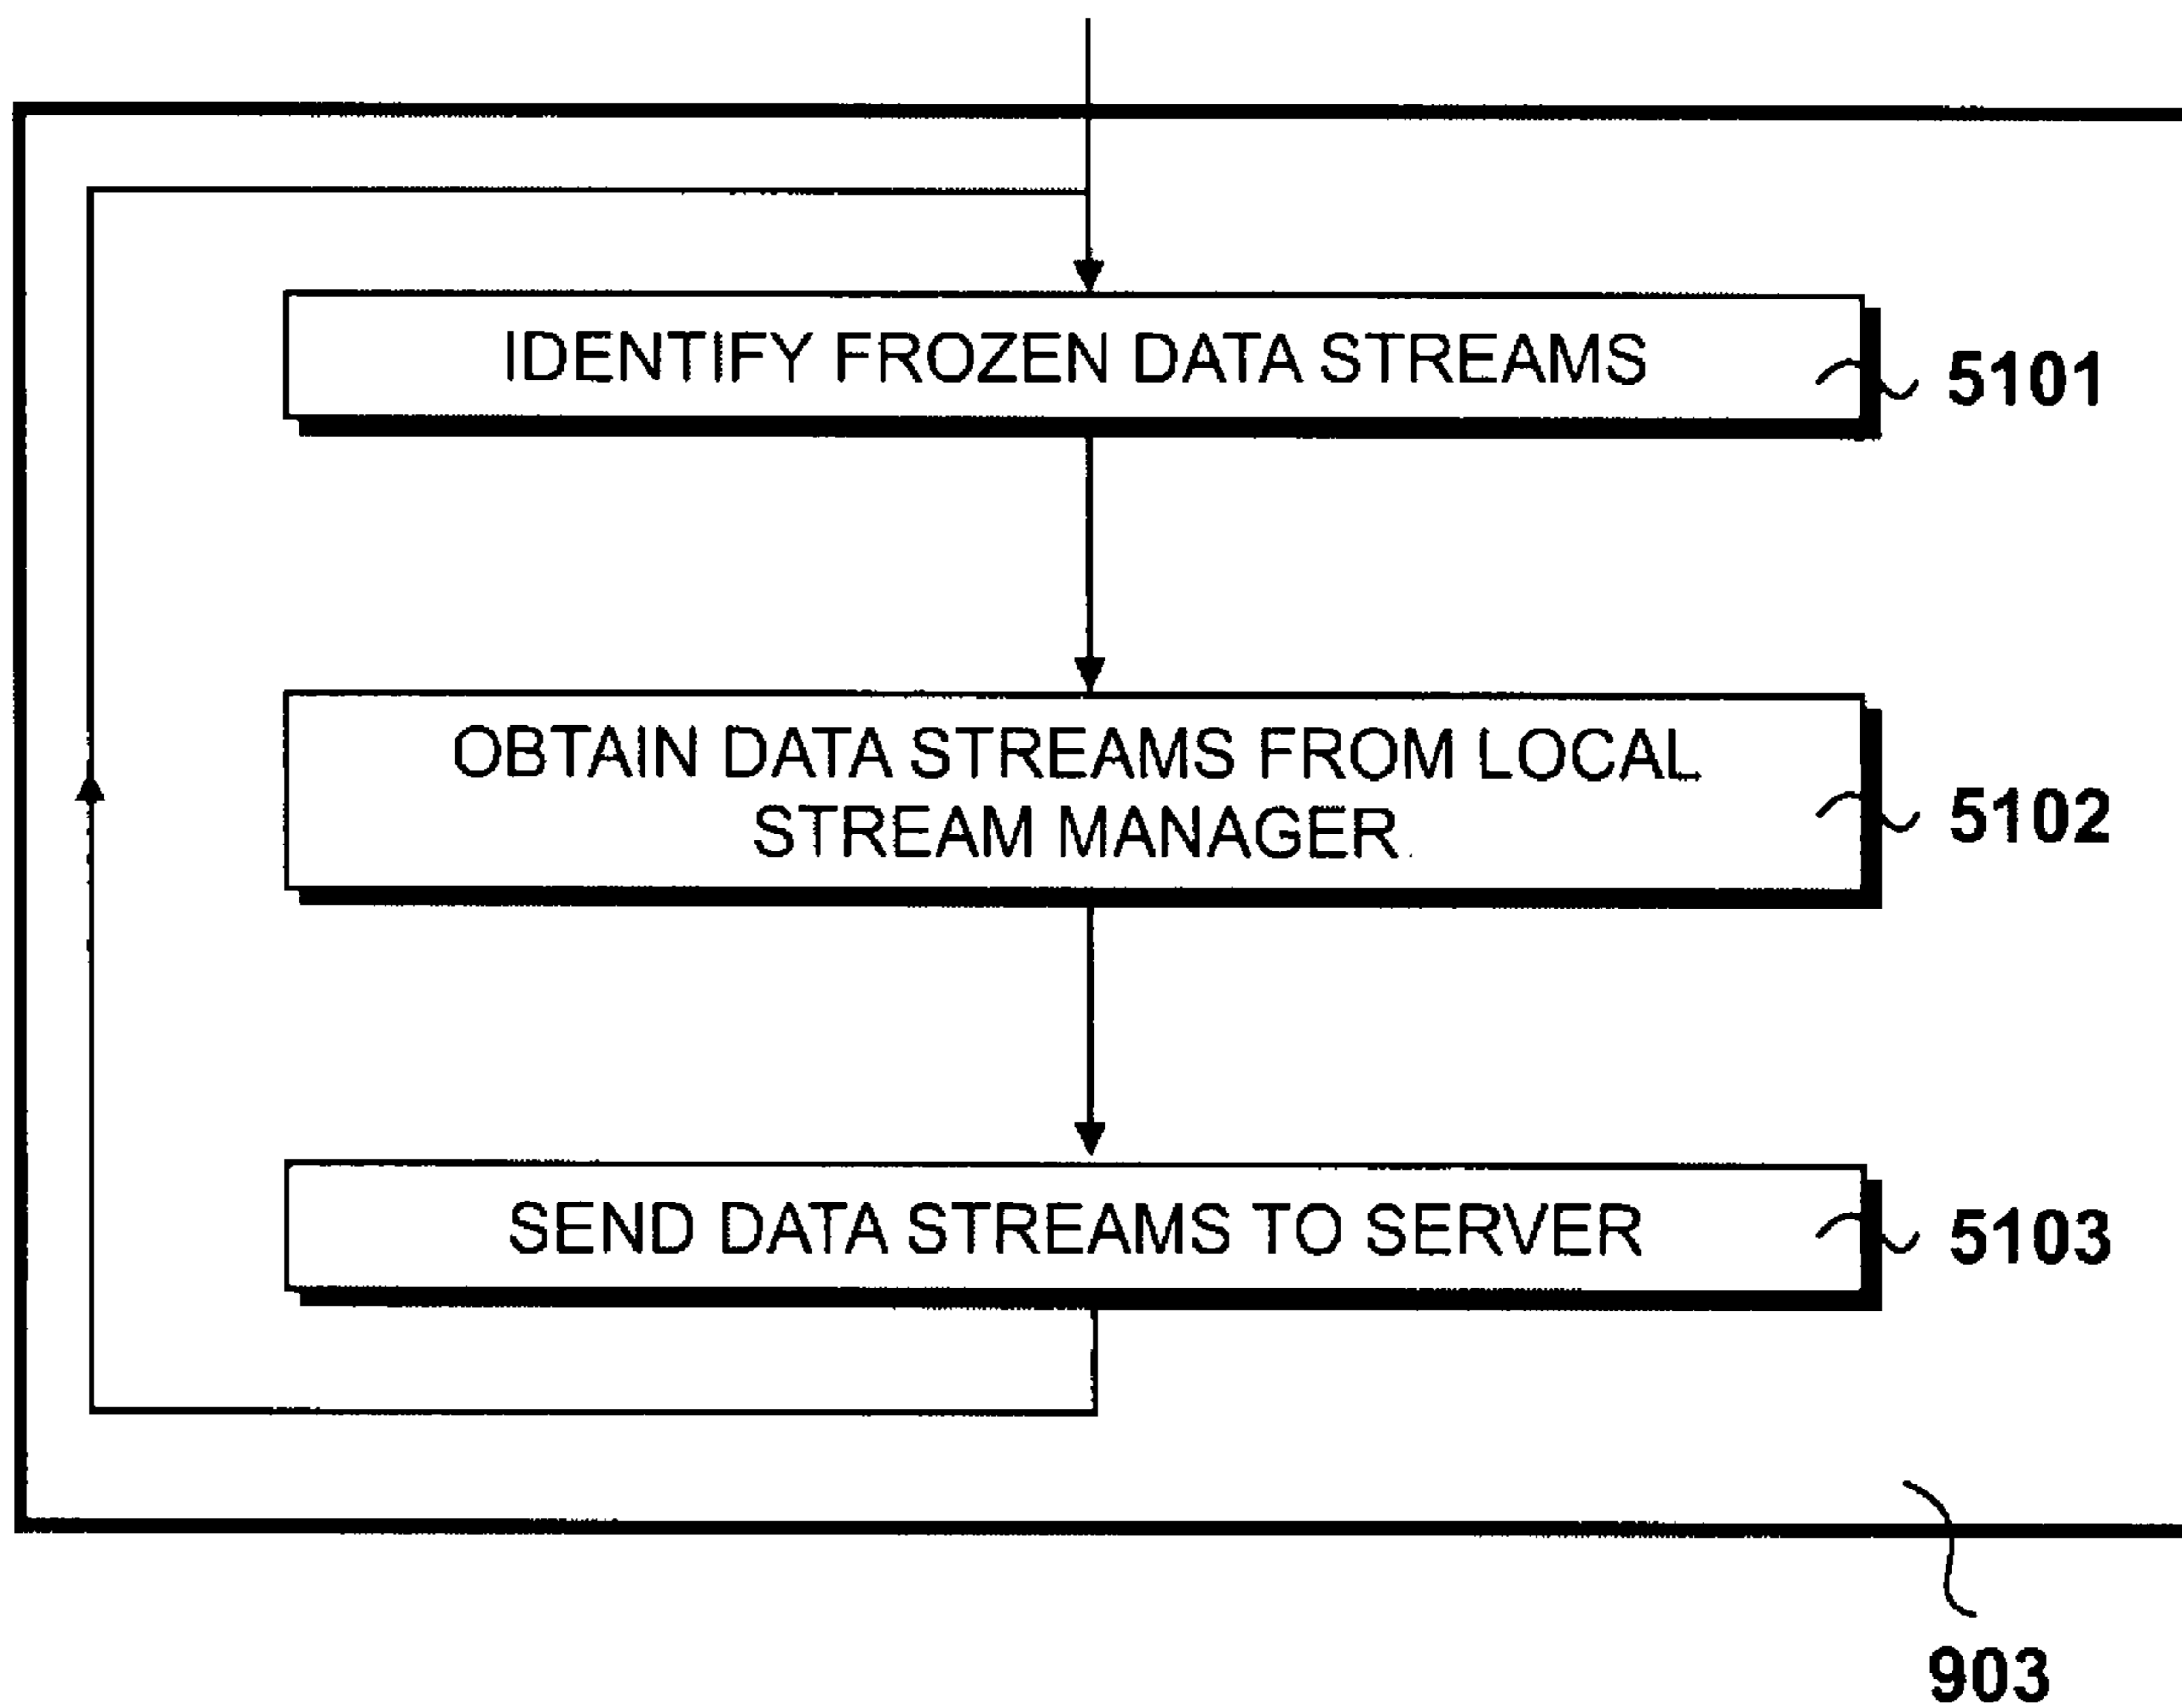 IDENTIFY FROZEN DATA STREAMS
5101
OBTAIN DATA STREAMS FROM LOCAL
STREAM MANAGER
5102
SEND DATA STREAMS TO SERVER
5103
903